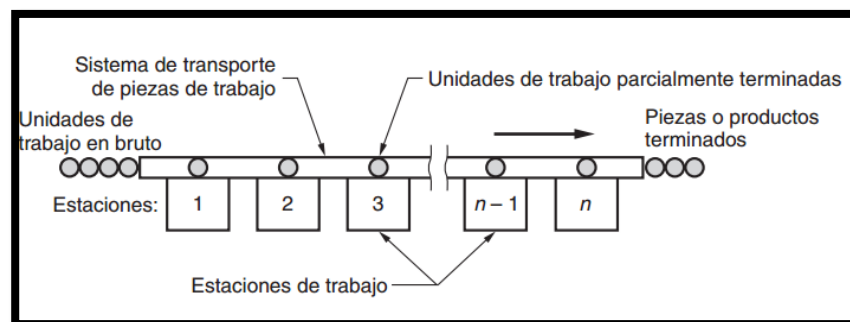 Sistema de transporte
de piezas de trabajo
Unidades de trabajo parcialmente terminadas
Unidades de
trabajo en bruto
Piezas o productos
terminados
Estaciones:
1
2
3
n – 1
n
Estaciones de trabajo